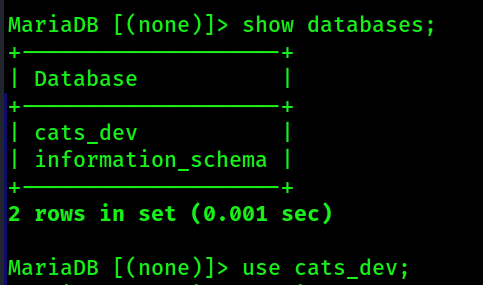 MariaDB [(none)]> show databases;
+--------------------+
| Database           |
+--------------------+
| cats_dev           |
| information_schema |
+--------------------+
2 rows in set (0.001 sec)
MariaDB [(none)]> use cats_dev;